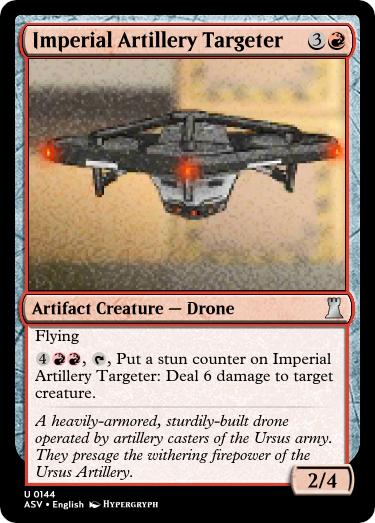 Imperial Artillery Targeter 3
Artifact Creature — Drone
Flying
4, , Put a stun counter on Imperial
Artillery Targeter: Deal 6 damage to target
creature.
A heavily-armored, sturdily-built drone
operated by artillery casters of the Ursus army.
They presage the withering firepower of the
Ursus Artillery.
2/4
U 0144
ASV • English HYPERGRYPH